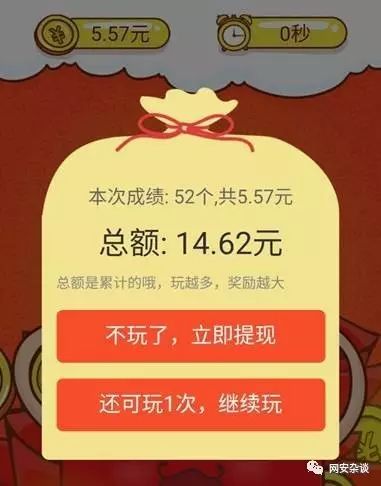 5.57元
0秒
本次成绩: 52个,共5.57元
总额: 14.62元
总额是累计的哦，玩越多，奖励越大
不玩了，立即提现
还可玩1次，继续玩
网安杂谈